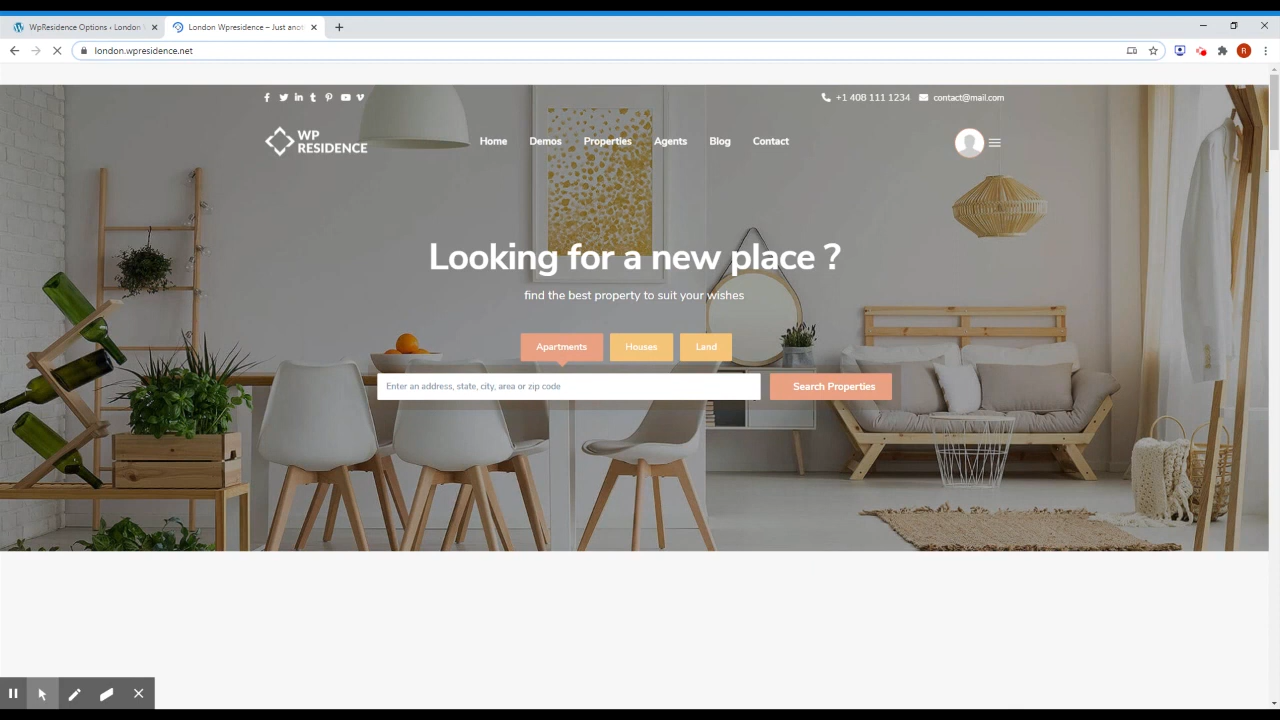 WpResidence Options ‹ London
London Wpresidence – Just anot
london.wpresidence.net
R
+1 408 111 1234 contact@mail.com
WP RESIDENCE
Home Demos Properties Agents Blog Contact
Looking for a new place ?
find the best property to suit your wishes
Apartments Houses Land
Enter an address, state, city, area or zip code Search Properties